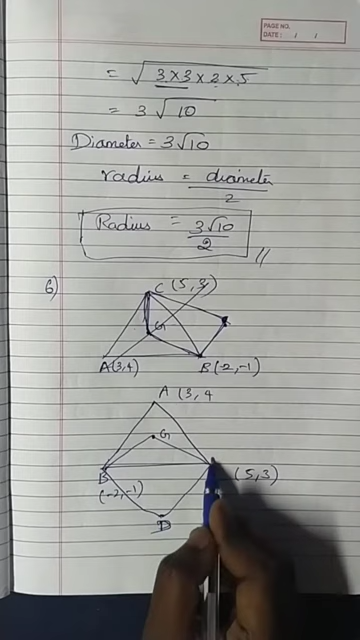 PAGE NO.
DATE: / /
= √3×3×2×5
= 3√10
Diameter = 3√10
radius = diameter
2
Radius = 3√10
2 //
6)
C (5,3)
G
A(3,4)
B(-2,-1)
A (3,4
G
B
(-2,-1)
(5,3)
D